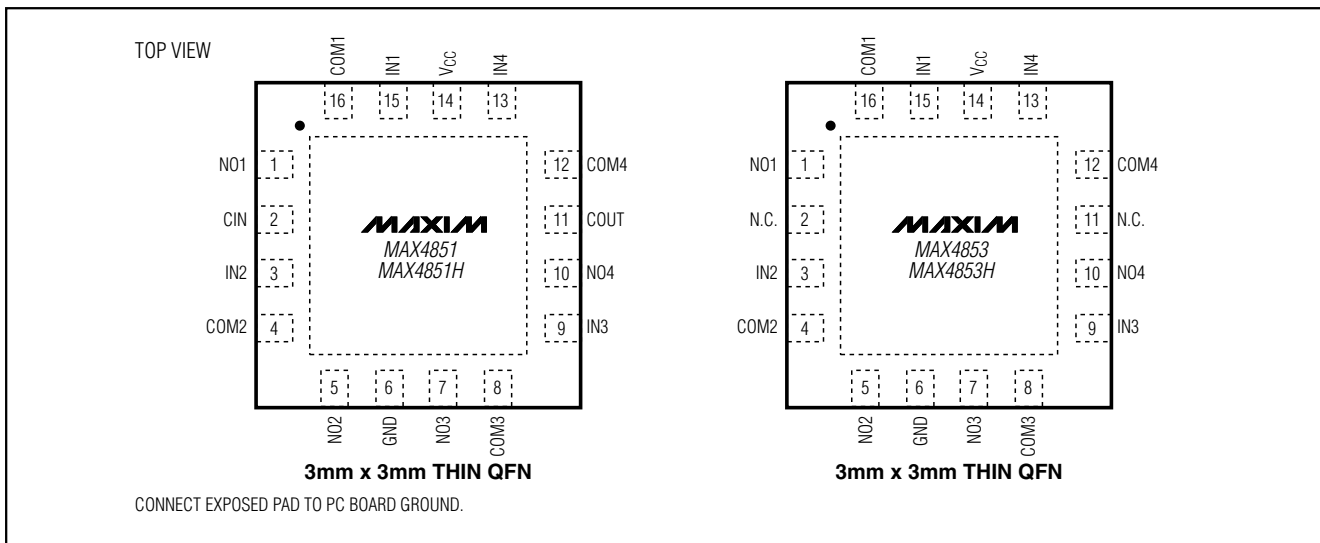 TOP VIEW
COM1 IN1 VCC IN4
16 15 14 13
NO1 1
CIN 2
IN2 3
COM2 4
MAXIM
MAX4851
MAX4851H
12 COM4
11 COUT
10 NO4
9 IN3
5 6 7 8
NO2 GND NO3 COM3
3mm x 3mm THIN QFN
COM1 IN1 VCC IN4
16 15 14 13
NO1 1
N.C. 2
IN2 3
COM2 4
MAXIM
MAX4853
MAX4853H
12 COM4
11 N.C.
10 NO4
9 IN3
5 6 7 8
NO2 GND NO3 COM3
3mm x 3mm THIN QFN
CONNECT EXPOSED PAD TO PC BOARD GROUND.